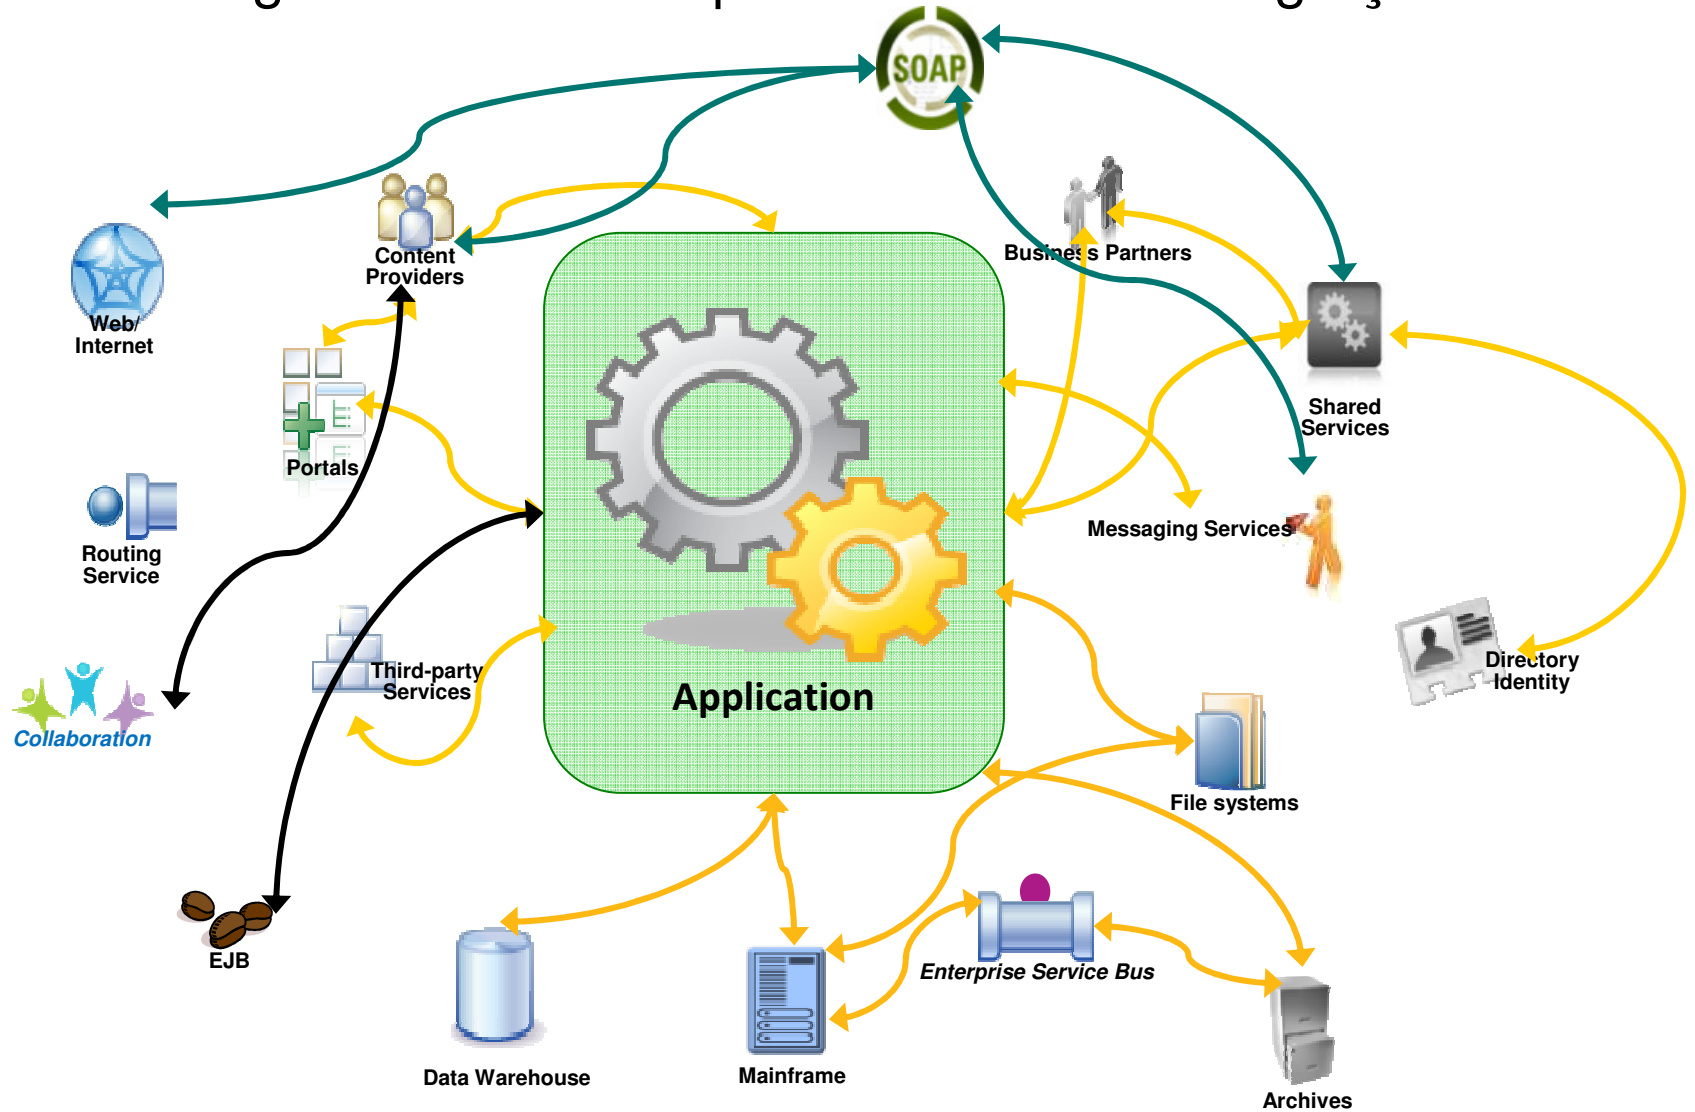 SOAP
Content
Providers
Business Partners
Web/
Internet
Shared
Services
Portals
Messaging Services
Routing
Service
Third-party
Services
Directory
Identity
Application
Collaboration
File systems
EJB
Enterprise Service Bus
Data Warehouse
Mainframe
Archives